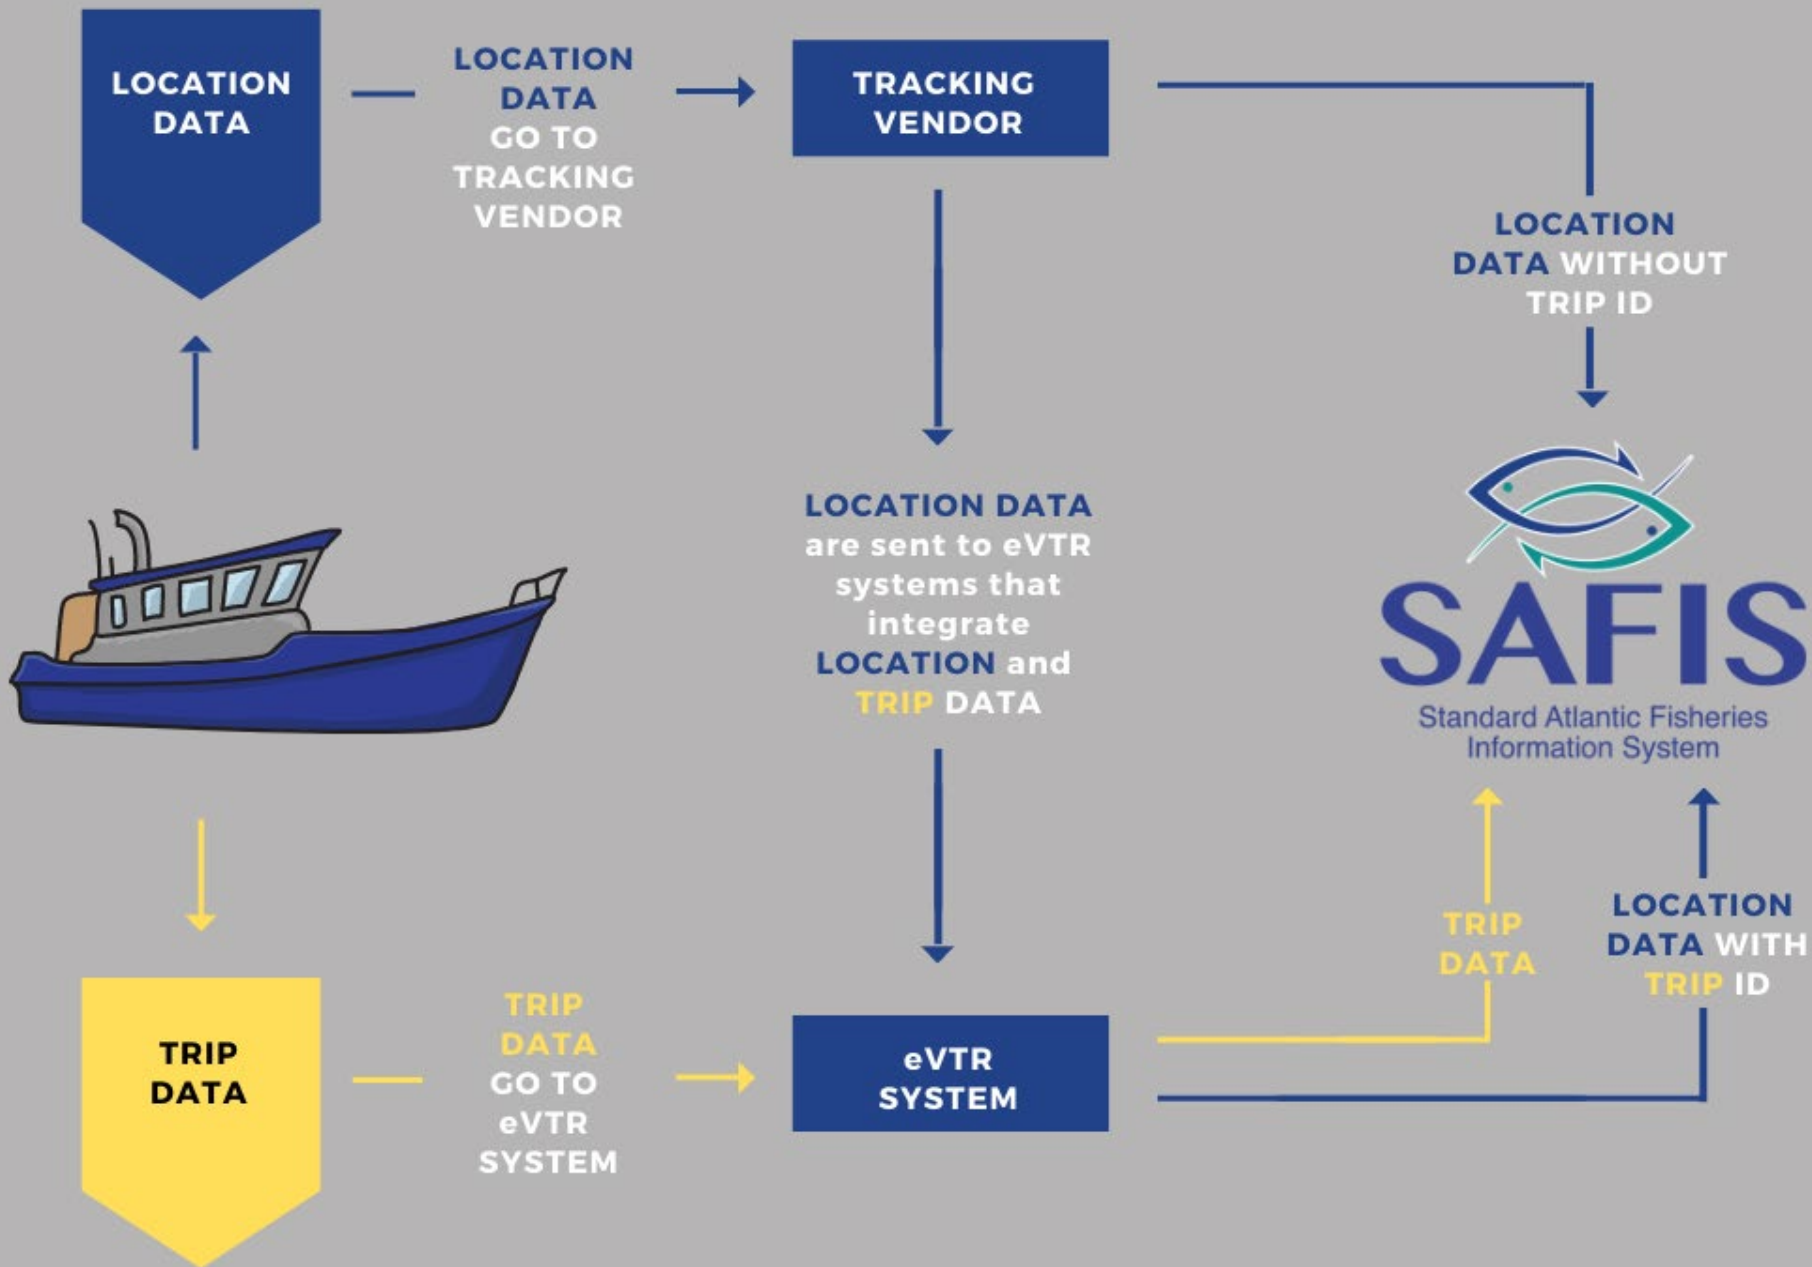 LOCATION
DATA
LOCATION
DATA
GO TO
TRACKING
VENDOR
TRACKING
VENDOR
LOCATION
DATA WITHOUT
TRIP ID
LOCATION DATA
are sent to eVTR
systems that
integrate
LOCATION and
TRIP DATA
SAFIS
Standard Atlantic Fisheries
Information System
TRIP
DATA
LOCATION
DATA WITH
TRIP ID
TRIP
DATA
TRIP
DATA
GO TO
eVTR
SYSTEM
eVTR
SYSTEM